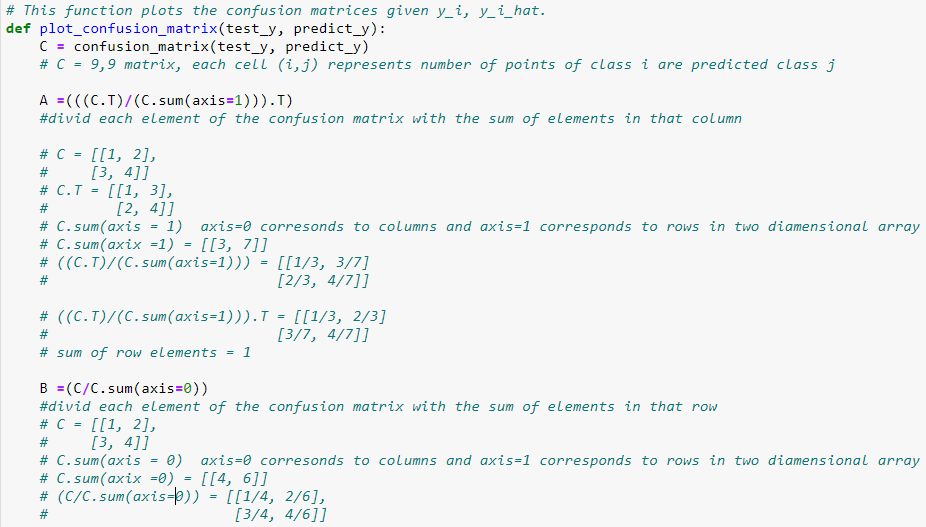 # This function plots the confusion matrices given y_i, y_i_hat.
def plot_confusion_matrix(test_y, predict_y):
    C = confusion_matrix(test_y, predict_y)
    # C = 9,9 matrix, each cell (i,j) represents number of points of class i are predicted class j

    A =(((C.T)/(C.sum(axis=1))).T)
    #divid each element of the confusion matrix with the sum of elements in that column

    # C = [[1, 2],
    #     [3, 4]]
    # C.T = [[1, 3],
    #        [2, 4]]
    # C.sum(axis = 1)  axis=0 corresonds to columns and axis=1 corresponds to rows in two diamensional array
    # C.sum(axix =1) = [[3, 7]]
    # ((C.T)/(C.sum(axis=1))) = [[1/3, 3/7]
    #                           [2/3, 4/7]]

    # ((C.T)/(C.sum(axis=1))).T = [[1/3, 2/3]
    #                           [3/7, 4/7]]
    # sum of row elements = 1

    B =(C/C.sum(axis=0))
    #divid each element of the confusion matrix with the sum of elements in that row
    # C = [[1, 2],
    #     [3, 4]]
    # C.sum(axis = 0)  axis=0 corresonds to columns and axis=1 corresponds to rows in two diamensional array
    # C.sum(axix =0) = [[4, 6]]
    # (C/C.sum(axis=0)) = [[1/4, 2/6],
    #                      [3/4, 4/6]]